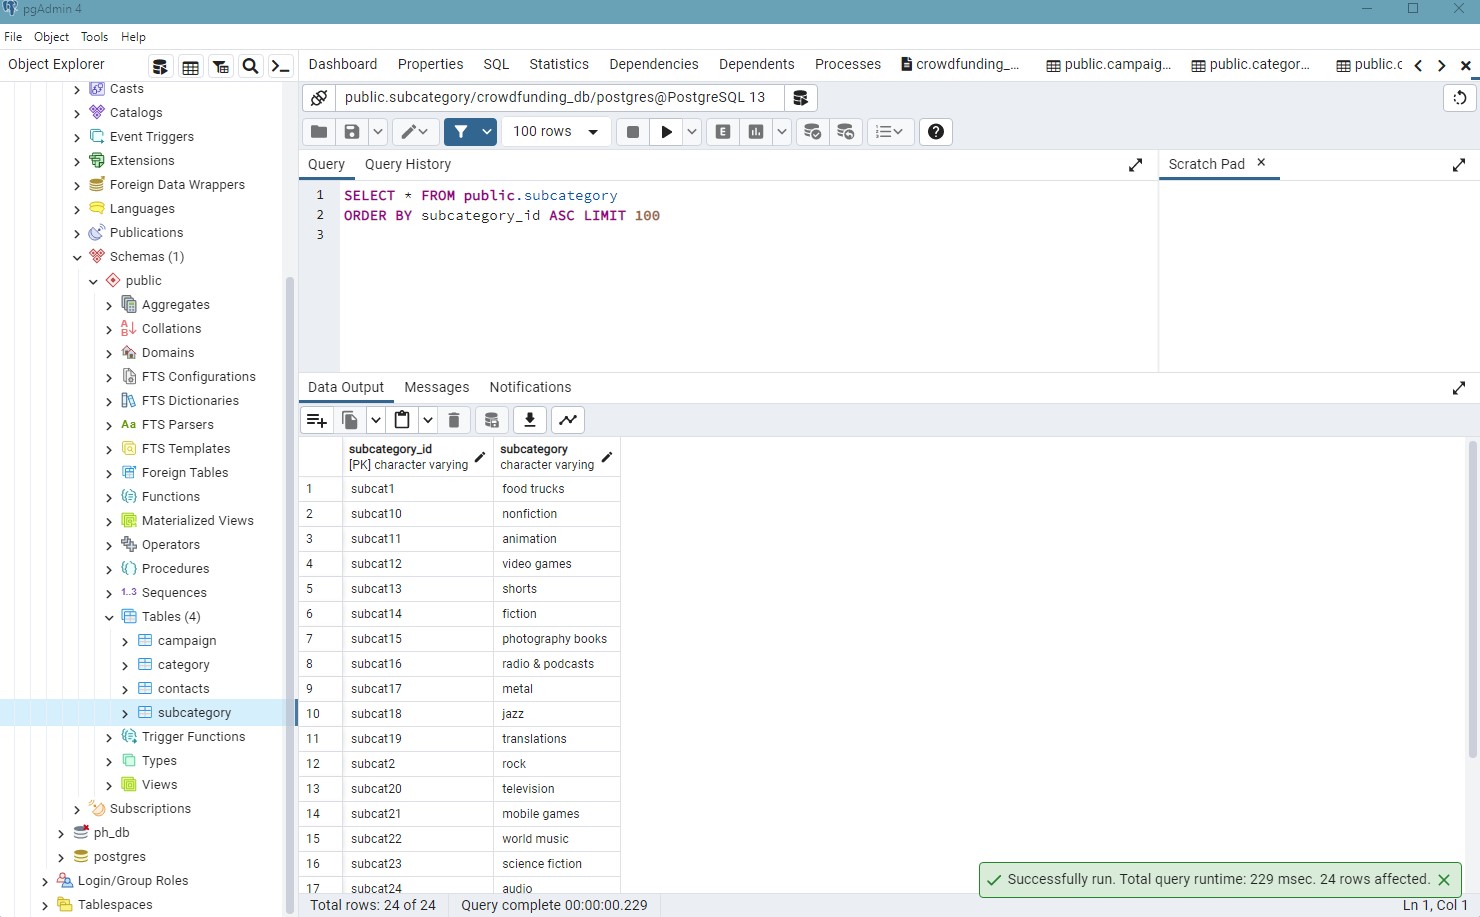 pgAdmin 4
File Object Tools Help
Object Explorer
Dashboard Properties SQL Statistics Dependencies Dependents Processes crowdfunding_... public.campaig... public.categor... public.c
Casts
Catalogs
Event Triggers
Extensions
Foreign Data Wrappers
Languages
Publications
Schemas (1)
public
Aggregates
Collations
Domains
FTS Configurations
FTS Dictionaries
Aa FTS Parsers
FTS Templates
Foreign Tables
Functions
Materialized Views
Operators
Procedures
1..3 Sequences
Tables (4)
campaign
category
contacts
subcategory
Trigger Functions
Types
Views
Subscriptions
ph_db
postgres
Login/Group Roles
Tablespaces
public.subcategory/crowdfunding_db/postgres@PostgreSQL 13
100 rows E
Query Query History
Scratch Pad
1 SELECT * FROM public.subcategory
2 ORDER BY subcategory_id ASC LIMIT 100
3
Data Output Messages Notifications
subcategory_id subcategory
[PK] character varying character varying
1 subcat1 food trucks
2 subcat10 nonfiction
3 subcat11 animation
4 subcat12 video games
5 subcat13 shorts
6 subcat14 fiction
7 subcat15 photography books
8 subcat16 radio & podcasts
9 subcat17 metal
10 subcat18 jazz
11 subcat19 translations
12 subcat2 rock
13 subcat20 television
14 subcat21 mobile games
15 subcat22 world music
16 subcat23 science fiction
17 subcat24 audio
Successfully run. Total query runtime: 229 msec. 24 rows affected.
Total rows: 24 of 24 Query complete 00:00:00.229 Ln 1, Col 1